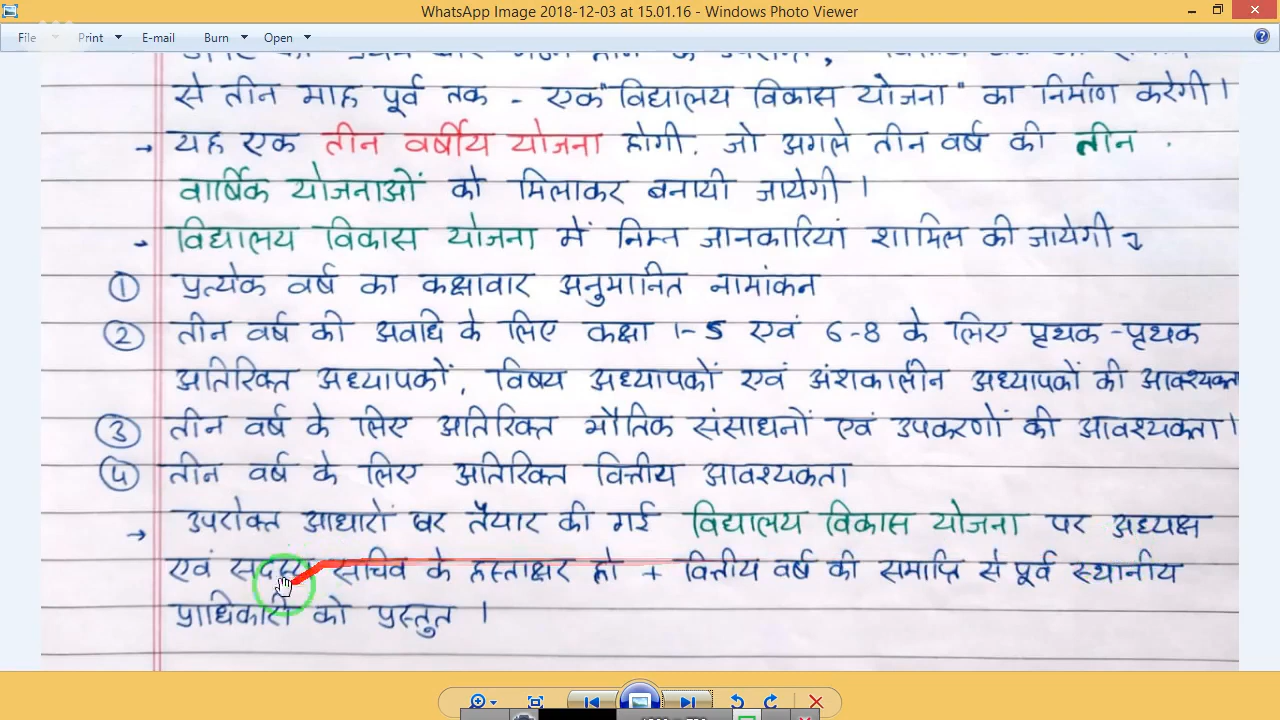 WhatsApp Image 2018-12-03 at 15.01.16 - Windows Photo Viewer
File Print E-mail Burn Open
से तीन माह पूर्व तक - एक "विद्यालय विकास योजना" का निर्माण करेगी।
→ यह एक तीन वर्षीय योजना होगी. जो अगले तीन वर्ष की तीन
वार्षिक योजनाओं को मिलाकर बनायी जायेगी।
→ विद्यालय विकास योजना में निम्न जानकारियां शामिल की जायेगी
① प्रत्येक वर्ष का कक्षावार अनुमानित नामांकन
② तीन वर्ष की अवधि के लिए कक्षा 1-5 एवं 6-8 के लिए पृथक -पृथक
अतिरिक्त अध्यापकों, विषय अध्यापकों एवं अंशकालीन अध्यापकों की आवश्यकता
③ तीन वर्ष के लिए अतिरिक्त भौतिक संसाधनों एवं उपकरणों की आवश्यकता।
④ तीन वर्ष के लिए अतिरिक्त वित्तीय आवश्यकता
→ उपरोक्त आधारों पर तैयार की गई विद्यालय विकास योजना पर अध्यक्ष
एवं सदस्य सचिव के हस्ताक्षर हो + वित्तीय वर्ष की समाप्ति से पूर्व स्थानीय
प्राधिकारी को प्रस्तुत।